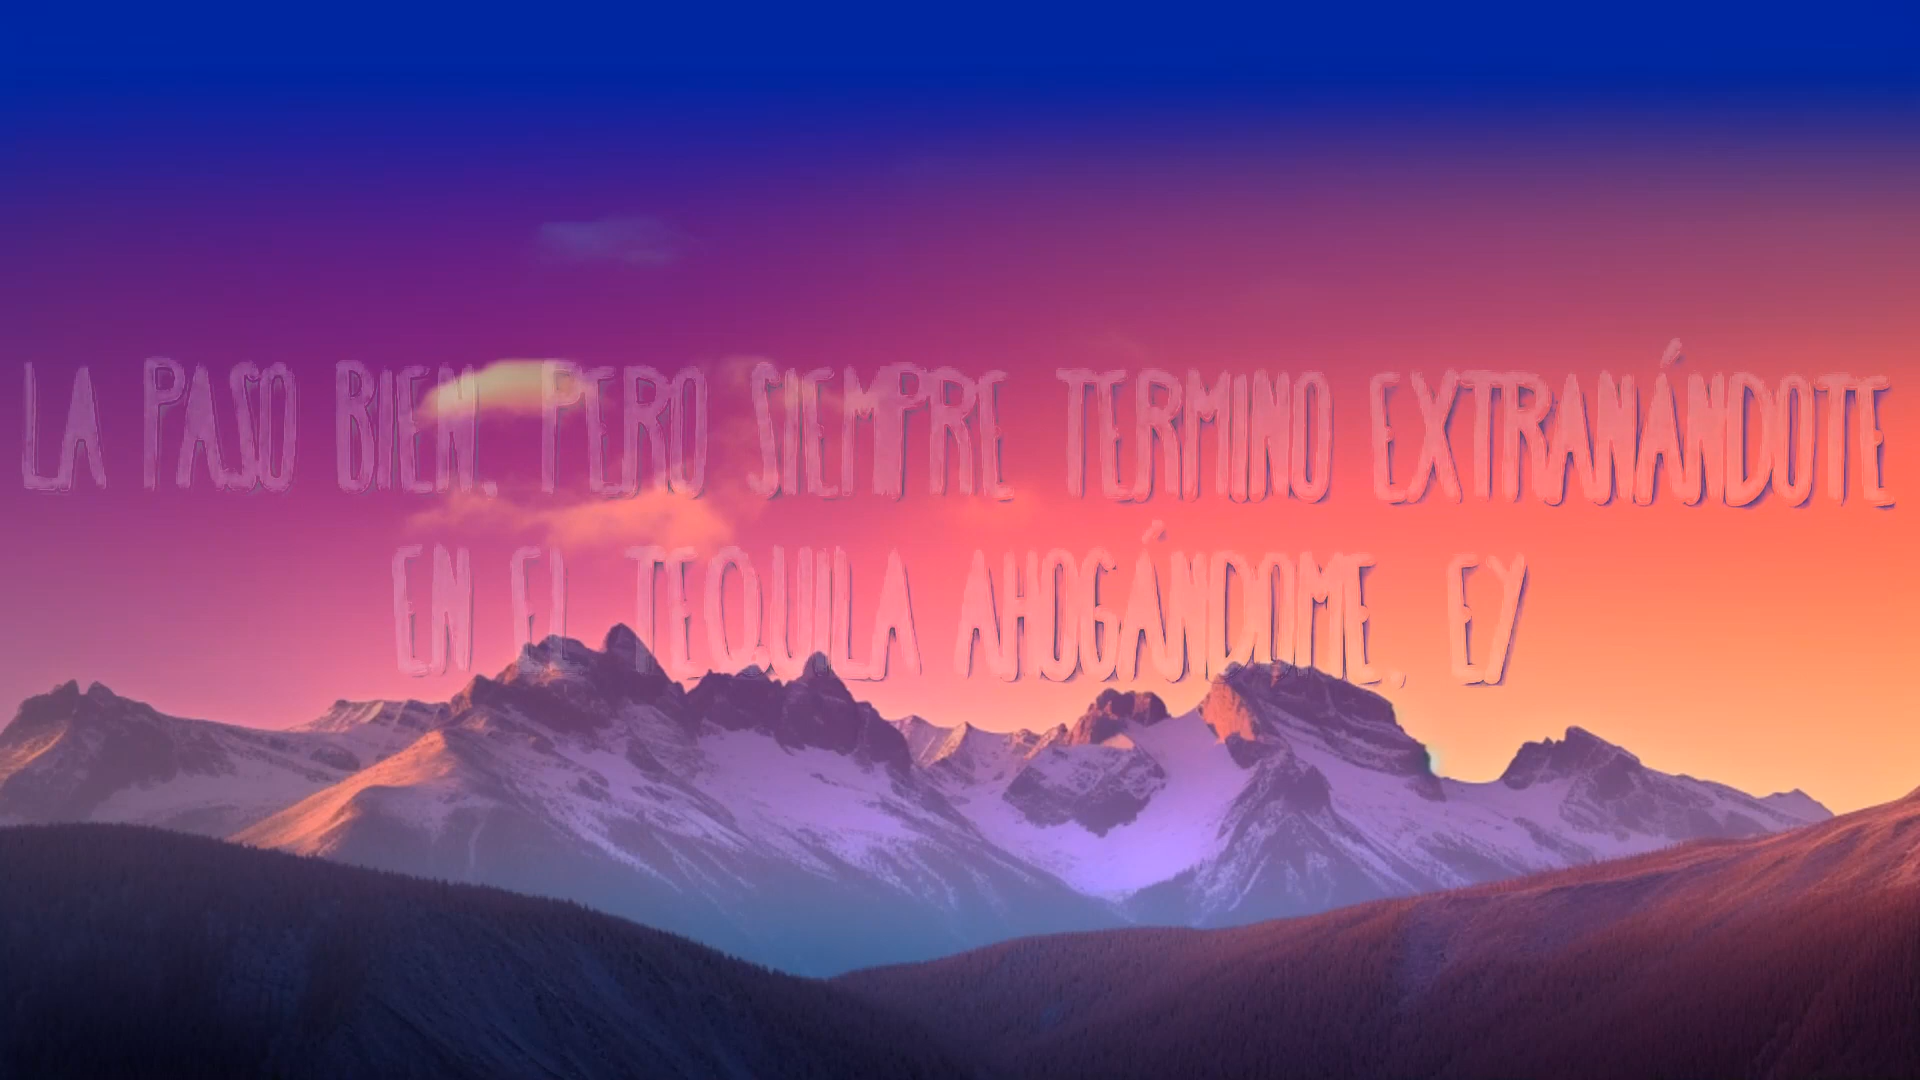 LA PASO BIEN, PERO SIEMPRE TERMINO EXTRANÁNDOTE
EN EL TEQUILA AHOGÁNDOME, EY